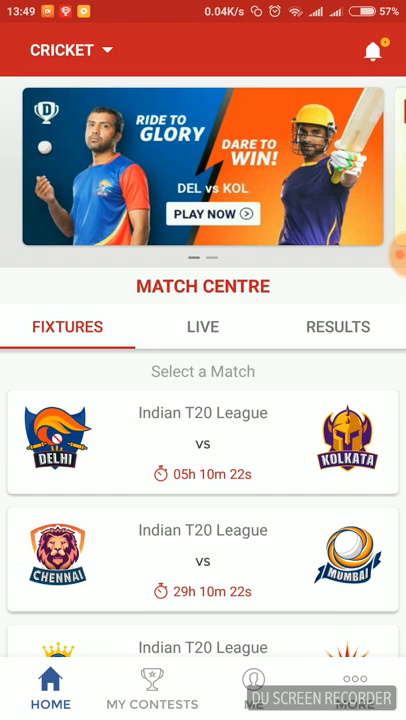 13:49 0.04K/s 57%
CRICKET
D
RIDE TO
GLORY
DARE TO
WIN!
DEL vs KOL
PLAY NOW
MATCH CENTRE
FIXTURES LIVE RESULTS
Select a Match
Indian T20 League
DELHI vs KOLKATA
05h 10m 22s
Indian T20 League
CHENNAI vs MUMBAI
29h 10m 22s
Indian T20 League
HOME MY CONTESTS ME MORE
DU SCREEN RECORDER